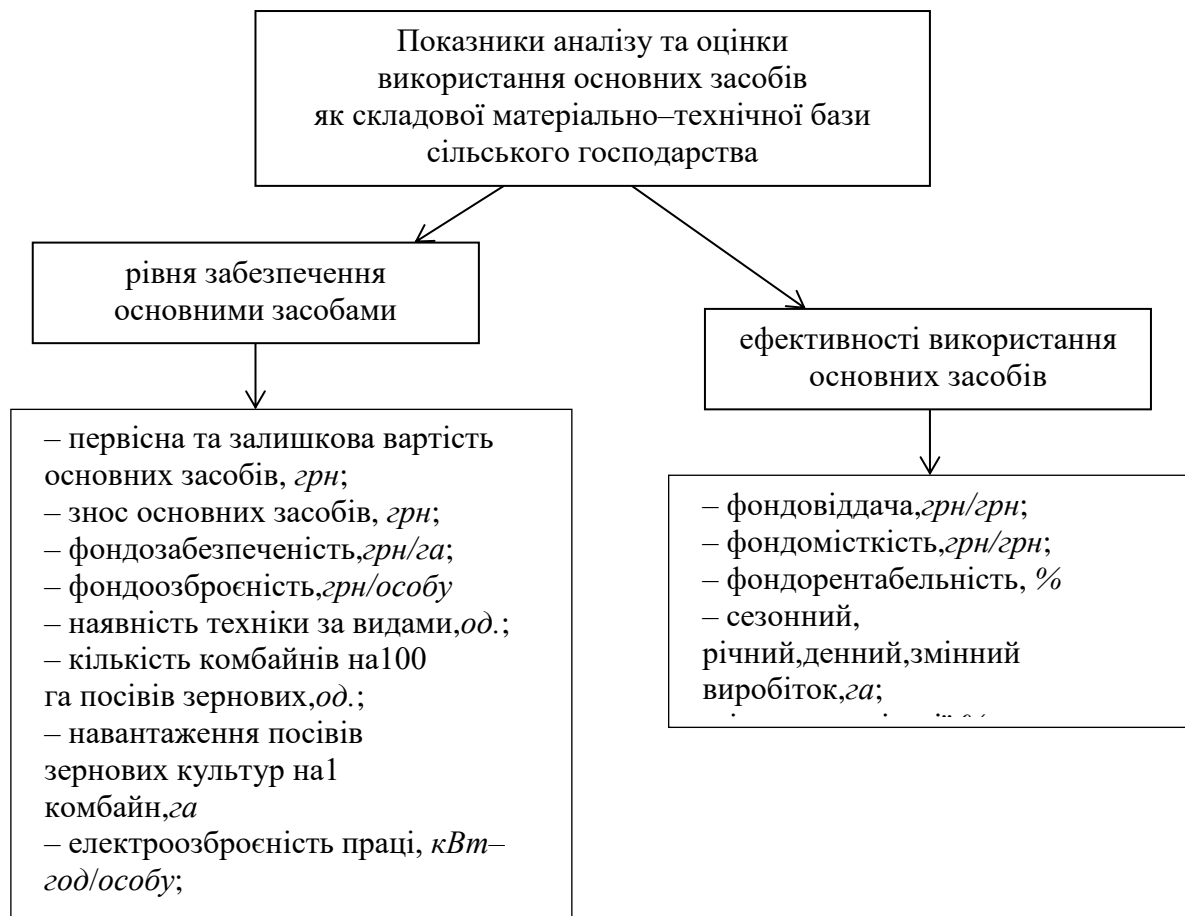 Показники аналізу та оцінки
використання основних засобів
як складової матеріально–технічної бази
сільського господарства
рівня забезпечення
основними засобами
ефективності використання
основних засобів
– первісна та залишкова вартість
основних засобів, грн;
– знос основних засобів, грн;
– фондозабезпеченість,грн/га;
– фондоозброєність,грн/особу
– наявність техніки за видами,од.;
– кількість комбайнів на100
га посівів зернових,од.;
– навантаження посівів
зернових культур на1
комбайн,га
– електроозброєність праці, кВт–
год/особу;
– фондовіддача,грн/грн;
– фондомісткість,грн/грн;
– фондорентабельність, %
– сезонний,
річний,денний,змінний
виробіток,га;